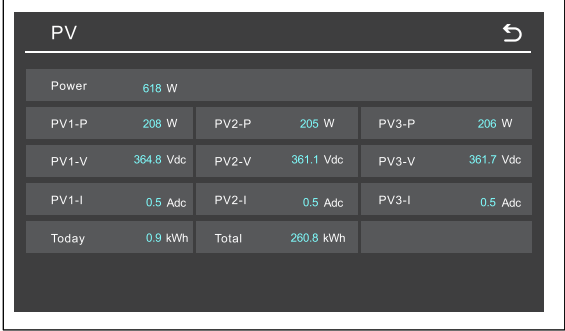 PV
Power 618 W
PV1-P 208 W PV2-P 205 W PV3-P 206 W
PV1-V 364.8 Vdc PV2-V 361.1 Vdc PV3-V 361.7 Vdc
PV1-I 0.5 Adc PV2-I 0.5 Adc PV3-I 0.5 Adc
Today 0.9 kWh Total 260.8 kWh